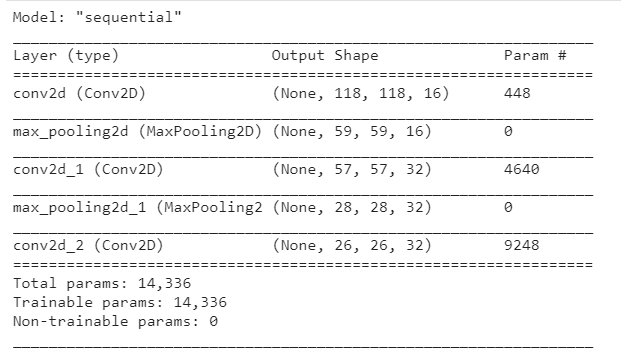 Model: "sequential"
_________________________________________________________________
Layer (type)                 Output Shape              Param #
=================================================================
conv2d (Conv2D)              (None, 118, 118, 16)      448
_________________________________________________________________
max_pooling2d (MaxPooling2D) (None, 59, 59, 16)        0
_________________________________________________________________
conv2d_1 (Conv2D)            (None, 57, 57, 32)        4640
_________________________________________________________________
max_pooling2d_1 (MaxPooling2 (None, 28, 28, 32)        0
_________________________________________________________________
conv2d_2 (Conv2D)            (None, 26, 26, 32)        9248
=================================================================
Total params: 14,336
Trainable params: 14,336
Non-trainable params: 0
_________________________________________________________________